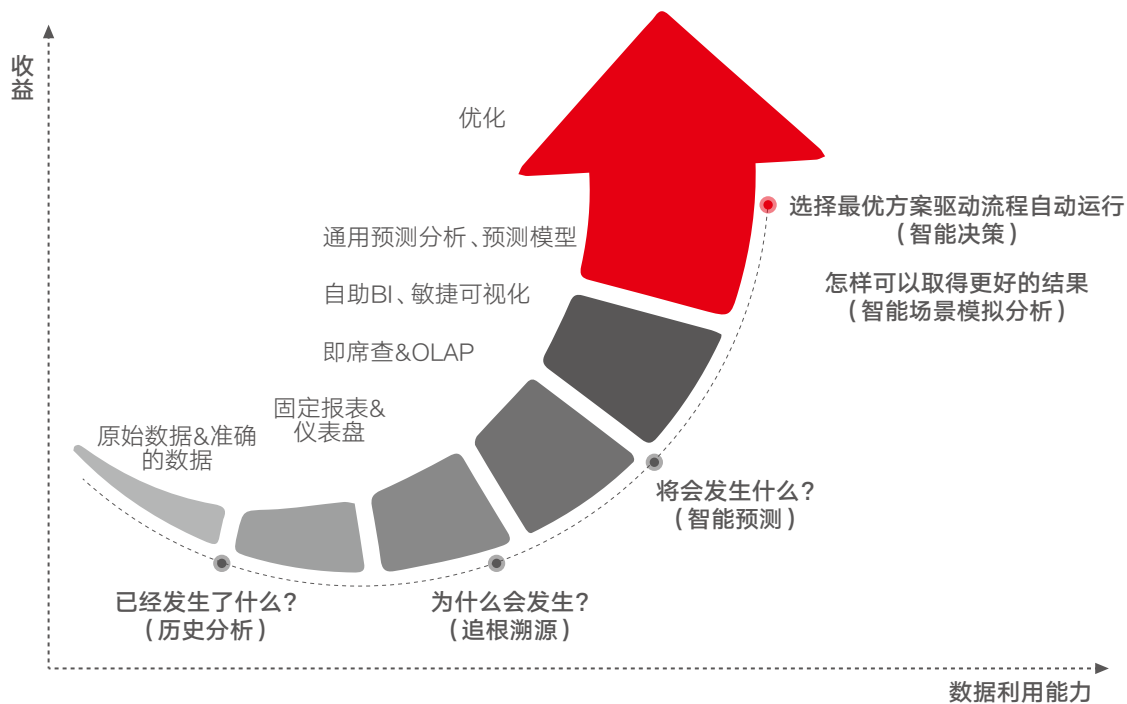 收
益
优化
选择最优方案驱动流程自动运行
（智能决策）
通用预测分析、预测模型
怎样可以取得更好的结果
（智能场景模拟分析）
自助BI、敏捷可视化
即席查&OLAP
固定报表&
仪表盘
原始数据&准确
的数据
将会发生什么?
（智能预测）
已经发生了什么?
（历史分析）
为什么会发生?
（追根溯源）
数据利用能力